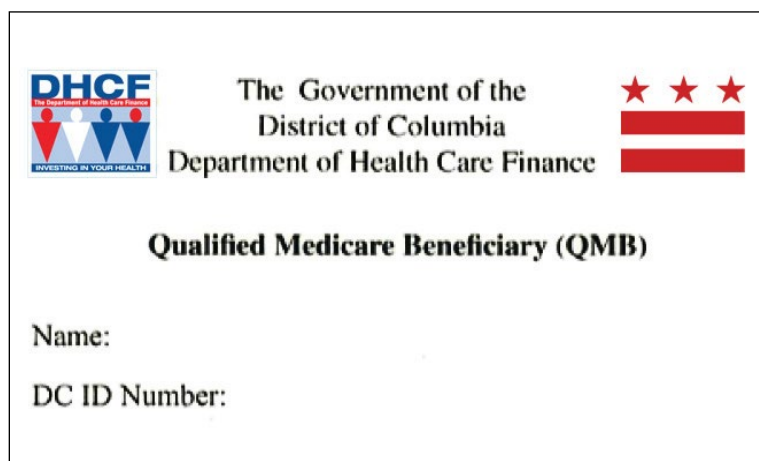 DHCF
The Department of Health Care Finance
INVESTING IN YOUR HEALTH
The Government of the
District of Columbia
Department of Health Care Finance
Qualified Medicare Beneficiary (QMB)
Name:
DC ID Number: